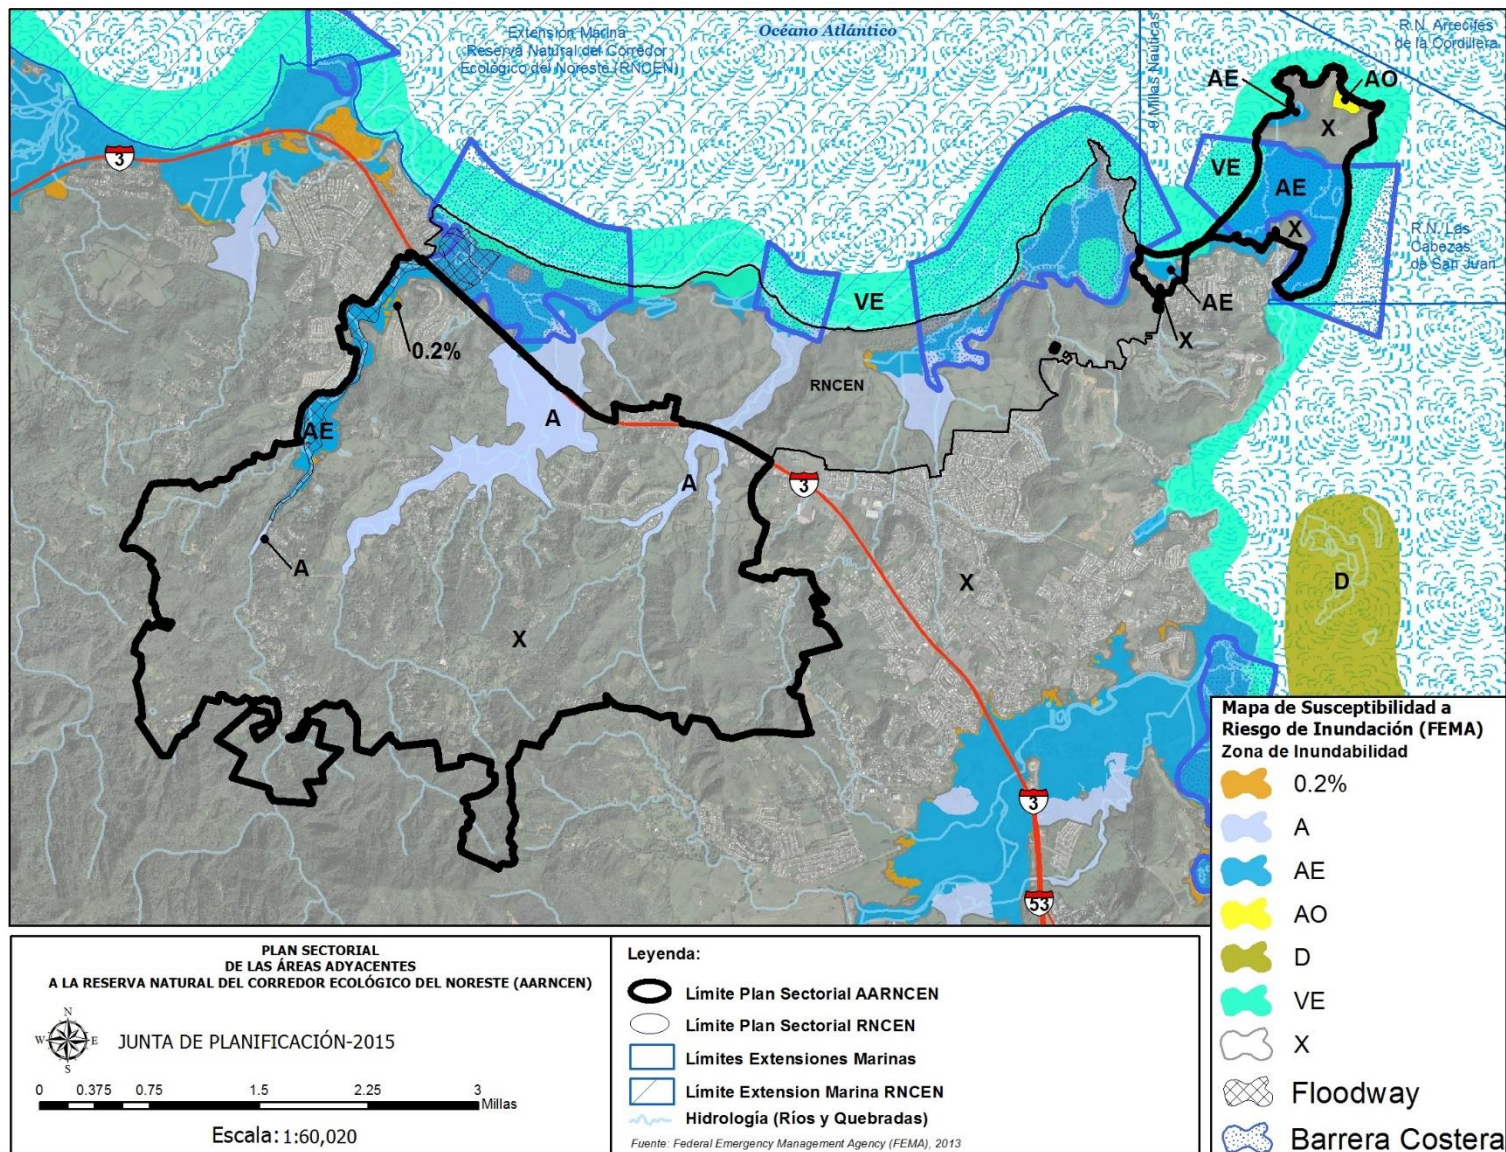 Extensión Marina
Reserva Natural del Corredor
Ecológico del Noreste (RNCEN)
Océano Atlántico
9 Millas Nauticas
R.N. Arrecifes
de la Cordillera
AE
AO
X
VE
AE
X
R.N. Las
Cabezas
de San Juan
3
0.2%
VE
AE
X
RNCEN
A
AE
A
3
A
X
X
D
3
53
Mapa de Susceptibilidad a
Riesgo de Inundación (FEMA)
Zona de Inundabilidad
0.2%
A
AE
AO
D
VE
X
Floodway
Barrera Costera
PLAN SECTORIAL
DE LAS ÁREAS ADYACENTES
A LA RESERVA NATURAL DEL CORREDOR ECOLÓGICO DEL NORESTE (AARNCEN)
N
W E
S
JUNTA DE PLANIFICACIÓN-2015
0 0.375 0.75 1.5 2.25 3
Millas
Escala: 1:60,020
Leyenda:
Límite Plan Sectorial AARNCEN
Límite Plan Sectorial RNCEN
Límites Extensiones Marinas
Límite Extension Marina RNCEN
Hidrología (Ríos y Quebradas)
Fuente: Federal Emergency Management Agency (FEMA), 2013